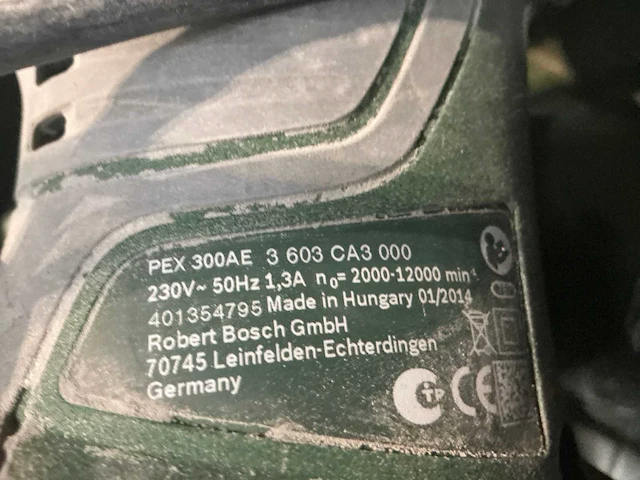 PEX 300AE 3 603 CA3 000
230V~ 50Hz 1,3A n₀= 2000-12000 min⁻¹
401354795 Made in Hungary 01/2014
Robert Bosch GmbH
70745 Leinfelden-Echterdingen
Germany
CE